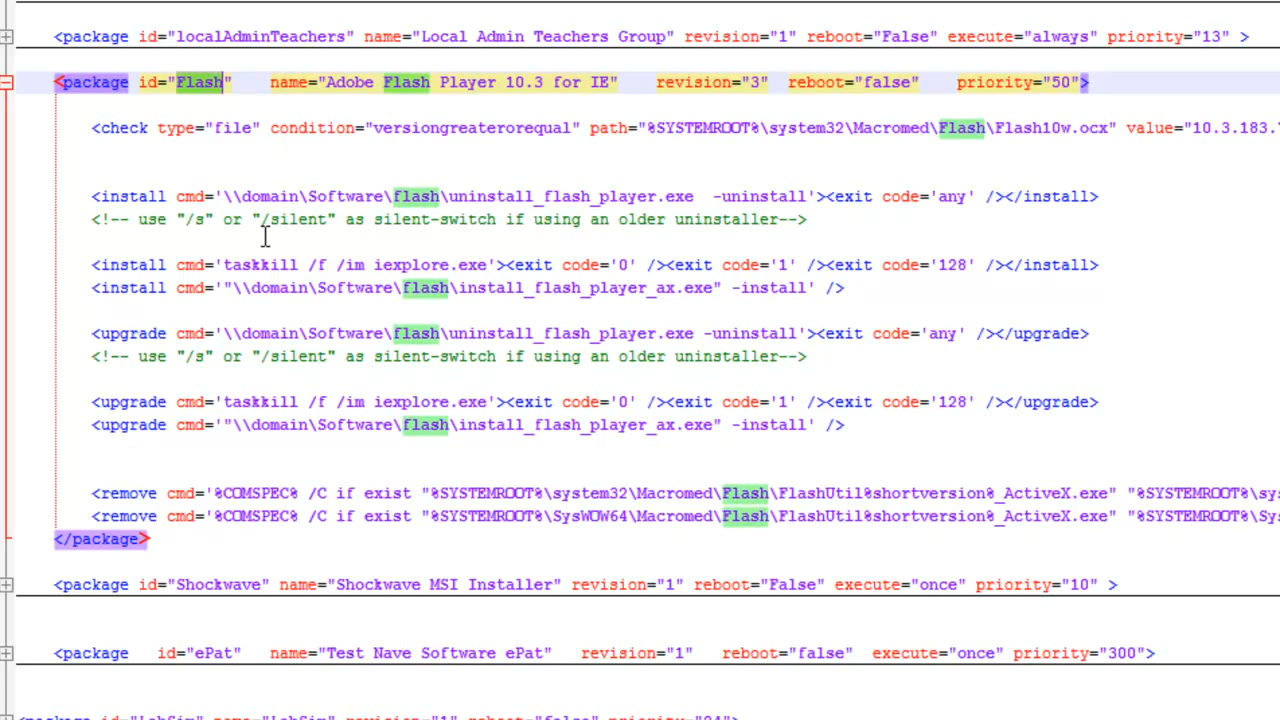 <package id="localAdminTeachers" name="Local Admin Teachers Group" revision="1" reboot="False" execute="always" priority="13" >
<package id="Flash" name="Adobe Flash Player 10.3 for IE" revision="3" reboot="false" priority="50">
<check type="file" condition="versiongreaterorequal" path="%SYSTEMROOT%\system32\Macromed\Flash\Flash10w.ocx" value="10.3.183.
<install cmd='\\domain\Software\flash\uninstall_flash_player.exe -uninstall'><exit code='any' /></install>
<!-- use "/s" or "/silent" as silent-switch if using an older uninstaller-->
<install cmd='taskkill /f /im iexplore.exe'><exit code='0' /><exit code='1' /><exit code='128' /></install>
<install cmd='"\\domain\Software\flash\install_flash_player_ax.exe" -install' />
<upgrade cmd='\\domain\Software\flash\uninstall_flash_player.exe -uninstall'><exit code='any' /></upgrade>
<!-- use "/s" or "/silent" as silent-switch if using an older uninstaller-->
<upgrade cmd='taskkill /f /im iexplore.exe'><exit code='0' /><exit code='1' /><exit code='128' /></upgrade>
<upgrade cmd='"\\domain\Software\flash\install_flash_player_ax.exe" -install' />
<remove cmd='%COMSPEC% /C if exist "%SYSTEMROOT%\system32\Macromed\Flash\FlashUtil%shortversion%_ActiveX.exe" "%SYSTEMROOT%\sys
<remove cmd='%COMSPEC% /C if exist "%SYSTEMROOT%\SysWOW64\Macromed\Flash\FlashUtil%shortversion%_ActiveX.exe" "%SYSTEMROOT%\Sys
</package>
<package id="Shockwave" name="Shockwave MSI Installer" revision="1" reboot="False" execute="once" priority="10" >
<package id="ePat" name="Test Nave Software ePat" revision="1" reboot="false" execute="once" priority="300">